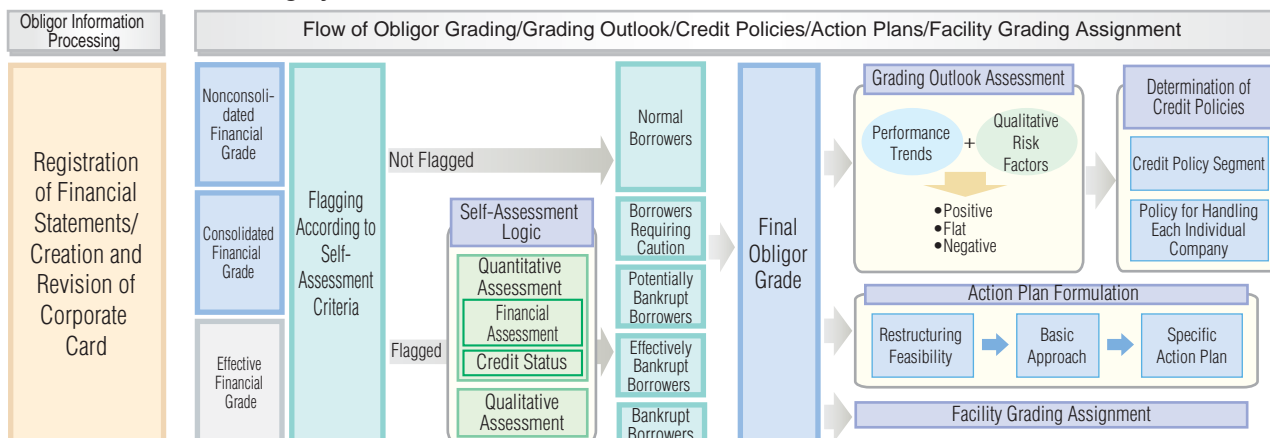 Obligor Information
Processing
Flow of Obligor Grading/Grading Outlook/Credit Policies/Action Plans/Facility Grading Assignment
Registration
of Financial
Statements/
Creation and
Revision of
Corporate
Card
Nonconsoli-
dated
Financial
Grade
Consolidated
Financial
Grade
Effective
Financial
Grade
Flagging
According to
Self-
Assessment
Criteria
Not Flagged
Flagged
Self-Assessment
Logic
Quantitative
Assessment
Financial
Assessment
Credit Status
Qualitative
Assessment
Normal
Borrowers
Borrowers
Requiring
Caution
Potentially
Bankrupt
Borrowers
Effectively
Bankrupt
Borrowers
Bankrupt
Borrowers
Final
Obligor
Grade
Grading Outlook Assessment
Performance
Trends
+
Qualitative
Risk
Factors
•Positive
•Flat
•Negative
Determination of
Credit Policies
Credit Policy Segment
Policy for Handling
Each Individual
Company
Action Plan Formulation
Restructuring
Feasibility
Basic
Approach
Specific
Action Plan
Facility Grading Assignment